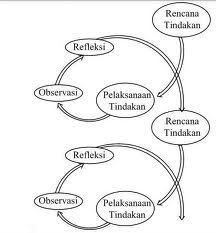 Rencana
Tindakan
Refleksi
Observasi
Pelaksanaan
Tindakan
Rencana
Tindakan
Refleksi
Observasi
Pelaksanaan
Tindakan